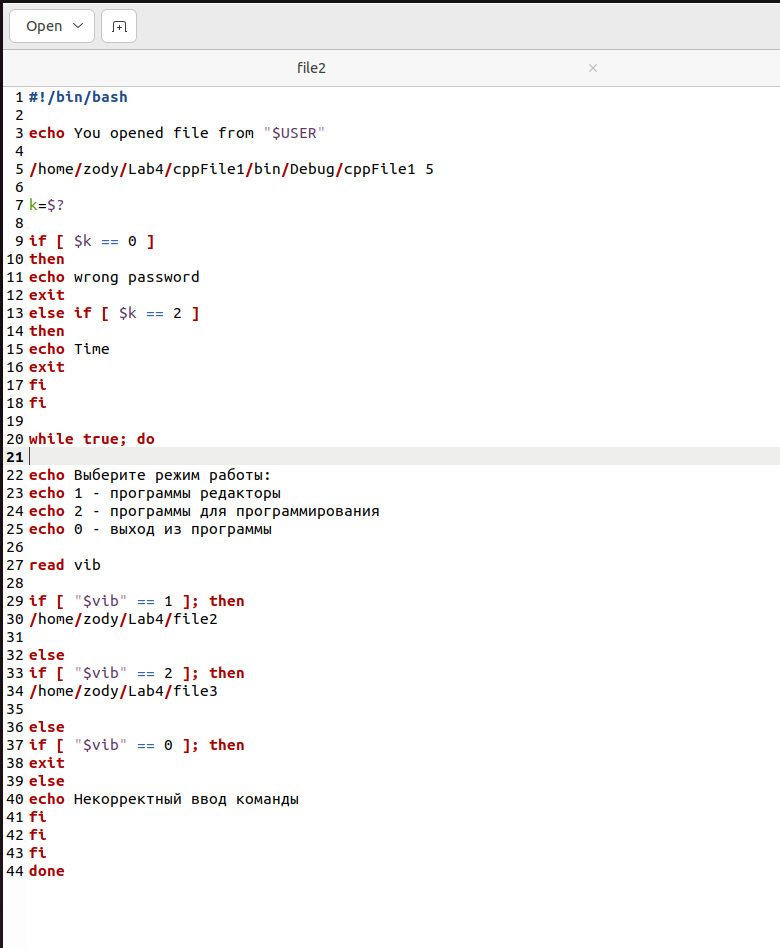 Open
file2
1 #!/bin/bash
2
3 echo You opened file from "$USER"
4
5 /home/zody/Lab4/cppFile1/bin/Debug/cppFile1 5
6
7 k=$?
8
9 if [ $k == 0 ]
10 then
11 echo wrong password
12 exit
13 else if [ $k == 2 ]
14 then
15 echo Time
16 exit
17 fi
18 fi
19
20 while true; do
21
22 echo Выберите режим работы:
23 echo 1 - программы редакторы
24 echo 2 - программы для программирования
25 echo 0 - выход из программы
26
27 read vib
28
29 if [ "$vib" == 1 ]; then
30 /home/zody/Lab4/file2
31
32 else
33 if [ "$vib" == 2 ]; then
34 /home/zody/Lab4/file3
35
36 else
37 if [ "$vib" == 0 ]; then
38 exit
39 else
40 echo Некорректный ввод команды
41 fi
42 fi
43 fi
44 done